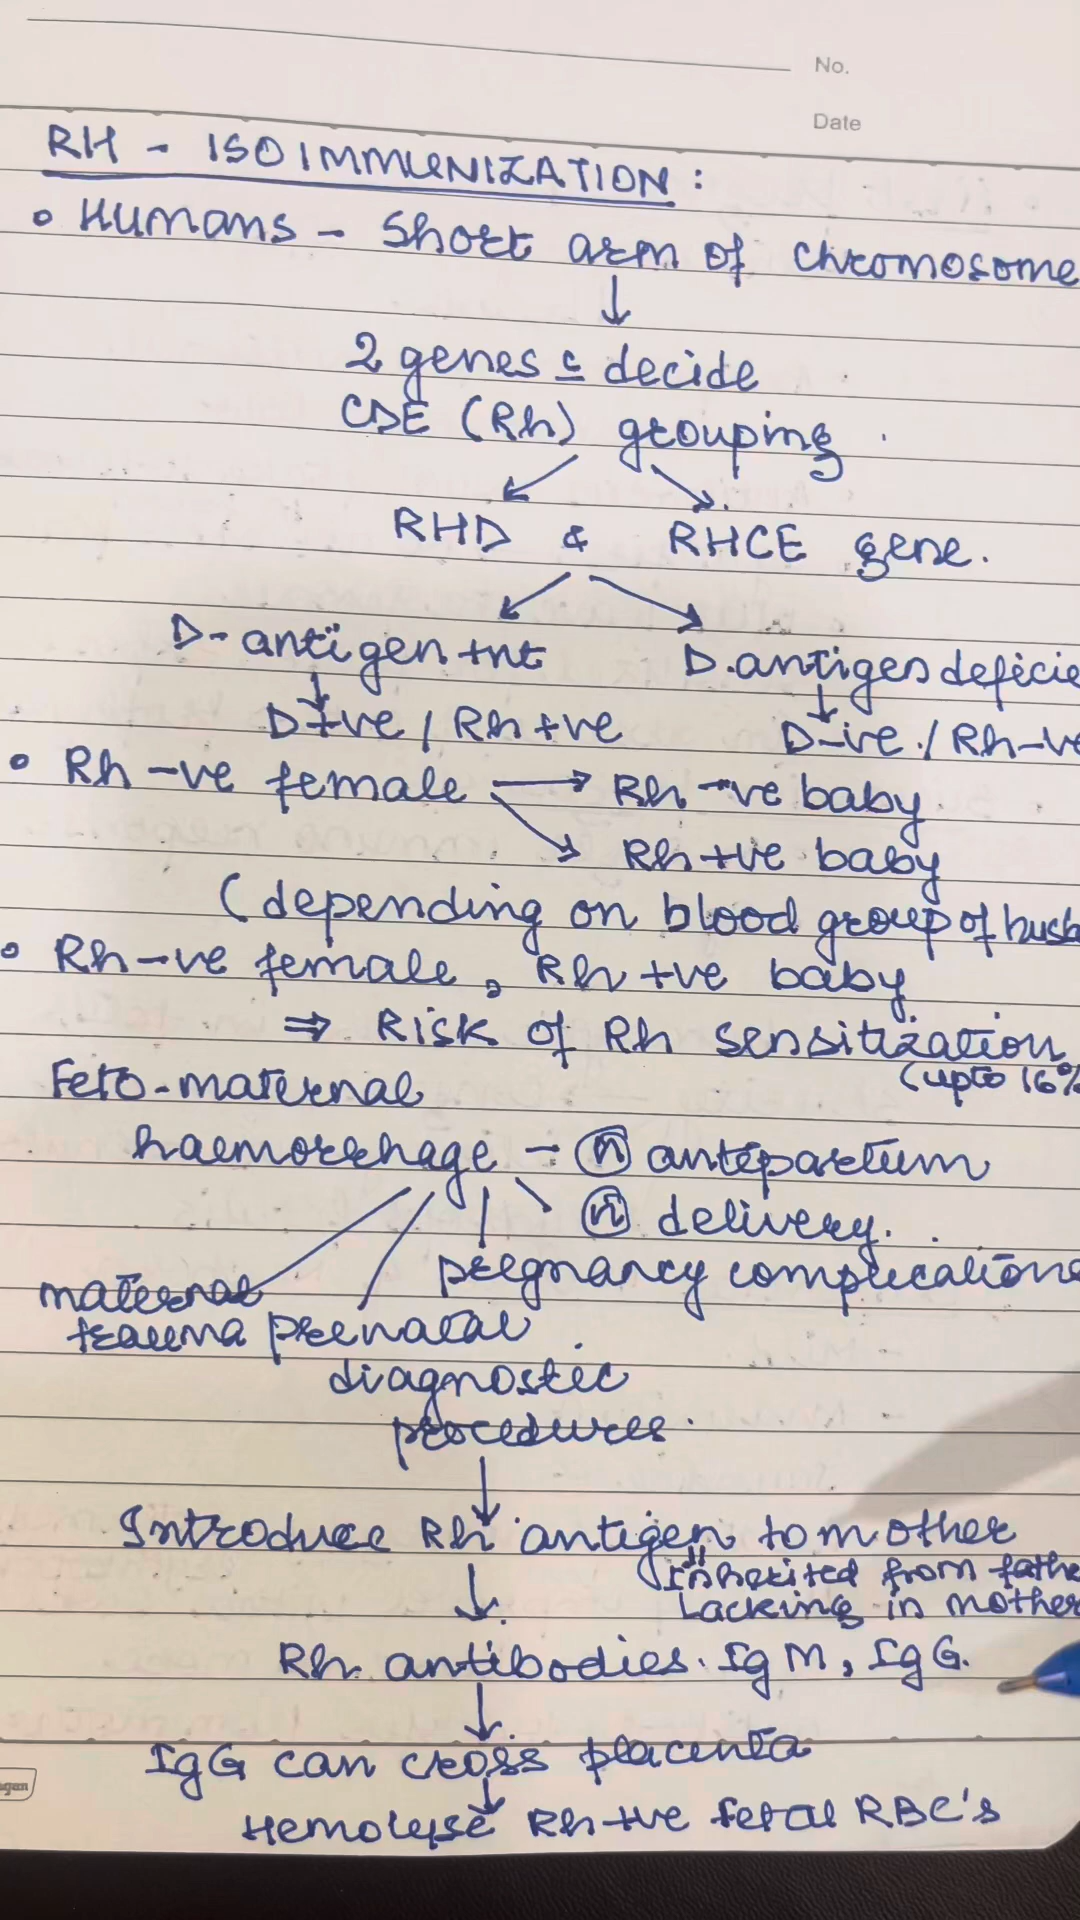 No.
Date
RH - ISOIMMUNIZATION :
• Humans - Short arm of chromosome
↓
2 genes c̄ decide
CDE (Rh) grouping
RHD & RHCE gene.
D-antigen +nt D.antigen deficie
D+ve / Rh+ve D-ive / Rh-ve
• Rh -ve female → Rh -ve baby
Rh +ve baby
(depending on blood group of husb
• Rh-ve female, Rh +ve baby
⇒ Risk of Rh sensitization
(upto 16%
Feto-maternal
haemorrhage - ⓝ antepartum
ⓝ delivery.
pregnancy complications
maternal
trauma prenatal
diagnostic
procedures.
↓
Introduce Rh antigen to mother
Inherited from fathe
↓ Lacking in mother
Rh antibodies. IgM, IgG.
↓
IgG can cross placenta
↓
Hemolyse Rh+ve fetal RBC's